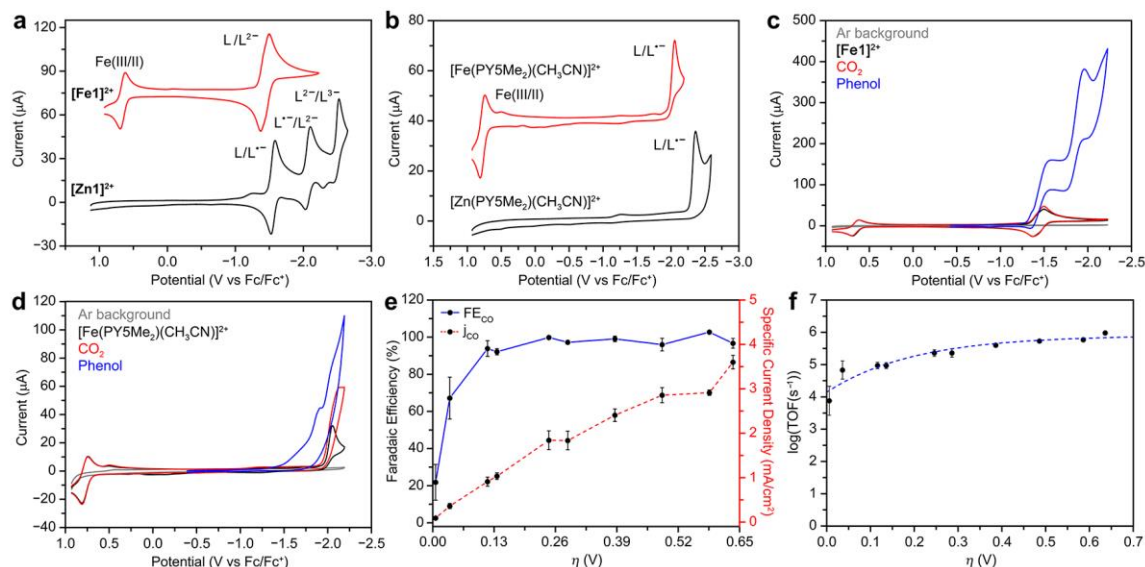 a
120
90
60
30
0
−30
Current (μA)
Fe(III/II)
L /L²⁻
[Fe1]²⁺
L²⁻/L³⁻
L•⁻/L²⁻
L/L•⁻
[Zn1]²⁺
1.0 0.0 −1.0 −2.0 −3.0
Potential (V vs Fc/Fc⁺)
b
80
60
40
20
0
Current (μA)
L/L•⁻
[Fe(PY5Me₂)(CH₃CN)]²⁺
Fe(III/II)
L/L•⁻
[Zn(PY5Me₂)(CH₃CN)]²⁺
1.5 1.0 0.5 0.0 −0.5 −1.0 −1.5 −2.0 −2.5 −3.0
Potential (V vs Fc/Fc⁺)
c
500
400
300
200
100
0
Current (μA)
Ar background
[Fe1]²⁺
CO₂
Phenol
1.0 0.5 0.0 −0.5 −1.0 −1.5 −2.0 −2.5
Potential (V vs Fc/Fc⁺)
d
120
100
80
60
40
20
0
−20
−40
Current (μA)
Ar background
[Fe(PY5Me₂)(CH₃CN)]²⁺
CO₂
Phenol
1.0 0.5 0.0 −0.5 −1.0 −1.5 −2.0 −2.5
Potential (V vs Fc/Fc⁺)
e
120
100
80
60
40
20
0
Faradaic Efficiency (%)
FE_CO
j_CO
5
4
3
2
1
0
Specific Current Density (mA/cm²)
0.00 0.13 0.26 0.39 0.52 0.65
η (V)
f
8
7
6
5
4
3
2
1
0
log(TOF(s⁻¹))
0.0 0.1 0.2 0.3 0.4 0.5 0.6 0.7
η (V)